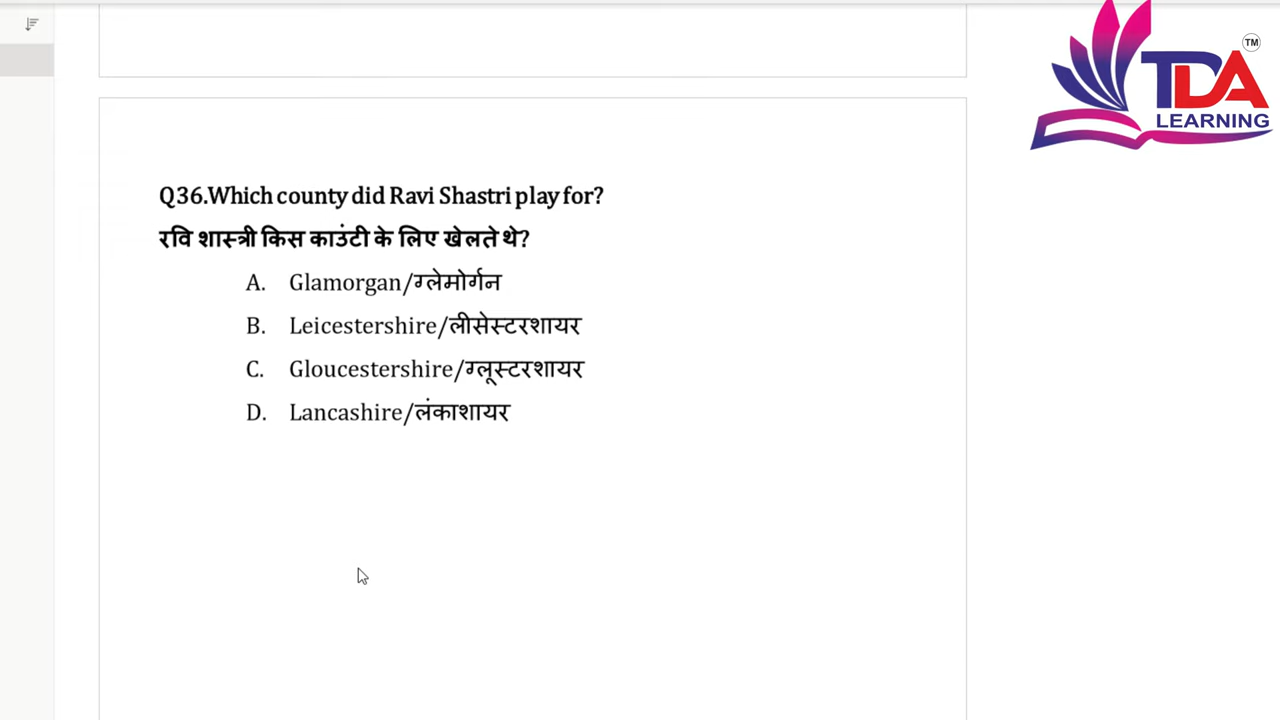 TM
TDA
LEARNING
Q36.Which county did Ravi Shastri play for?
रवि शास्त्री किस काउंटी के लिए खेलते थे?
A. Glamorgan/ग्लेमोर्गन
B. Leicestershire/लीसेस्टरशायर
C. Gloucestershire/ग्लूस्टरशायर
D. Lancashire/लंकाशायर